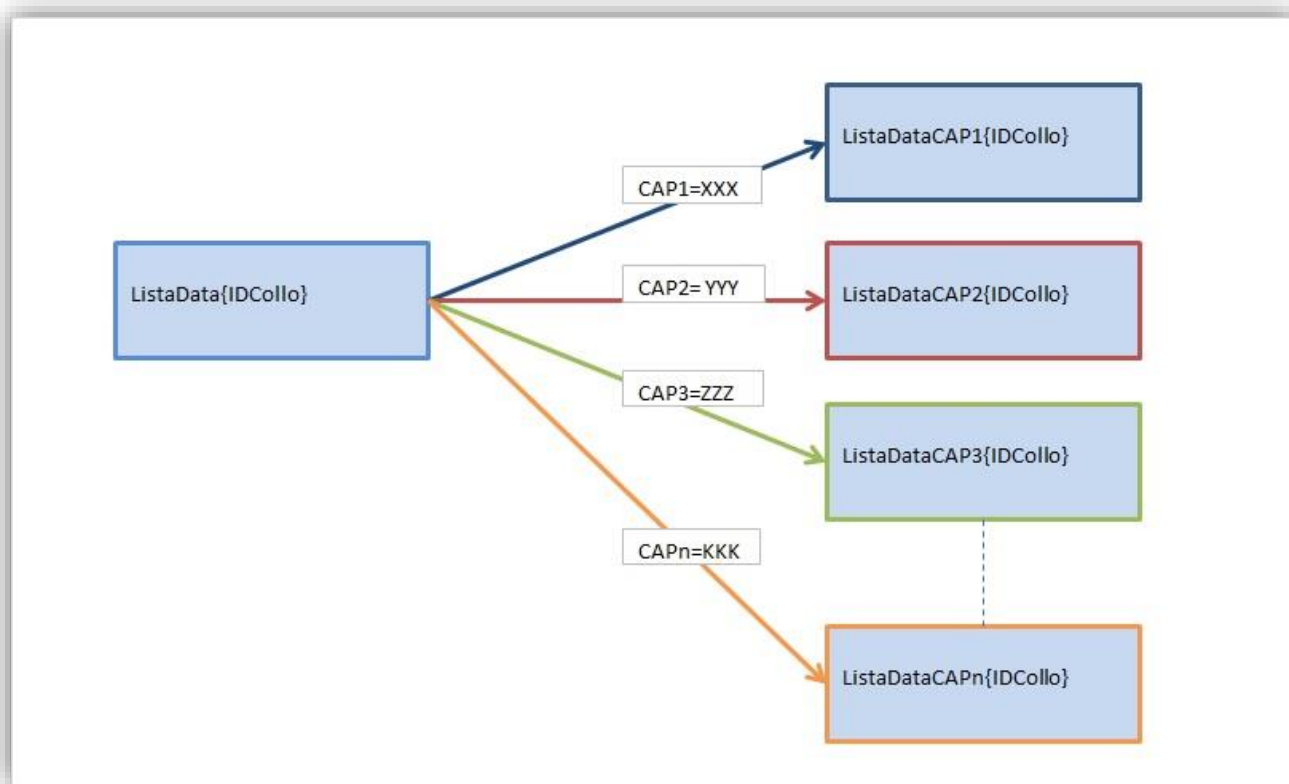 ListaDataCAP1{IDCollo}
CAP1=XXX
ListaData{IDCollo}
CAP2= YYY
ListaDataCAP2{IDCollo}
CAP3=ZZZ
ListaDataCAP3{IDCollo}
CAPn=KKK
ListaDataCAPn{IDCollo}